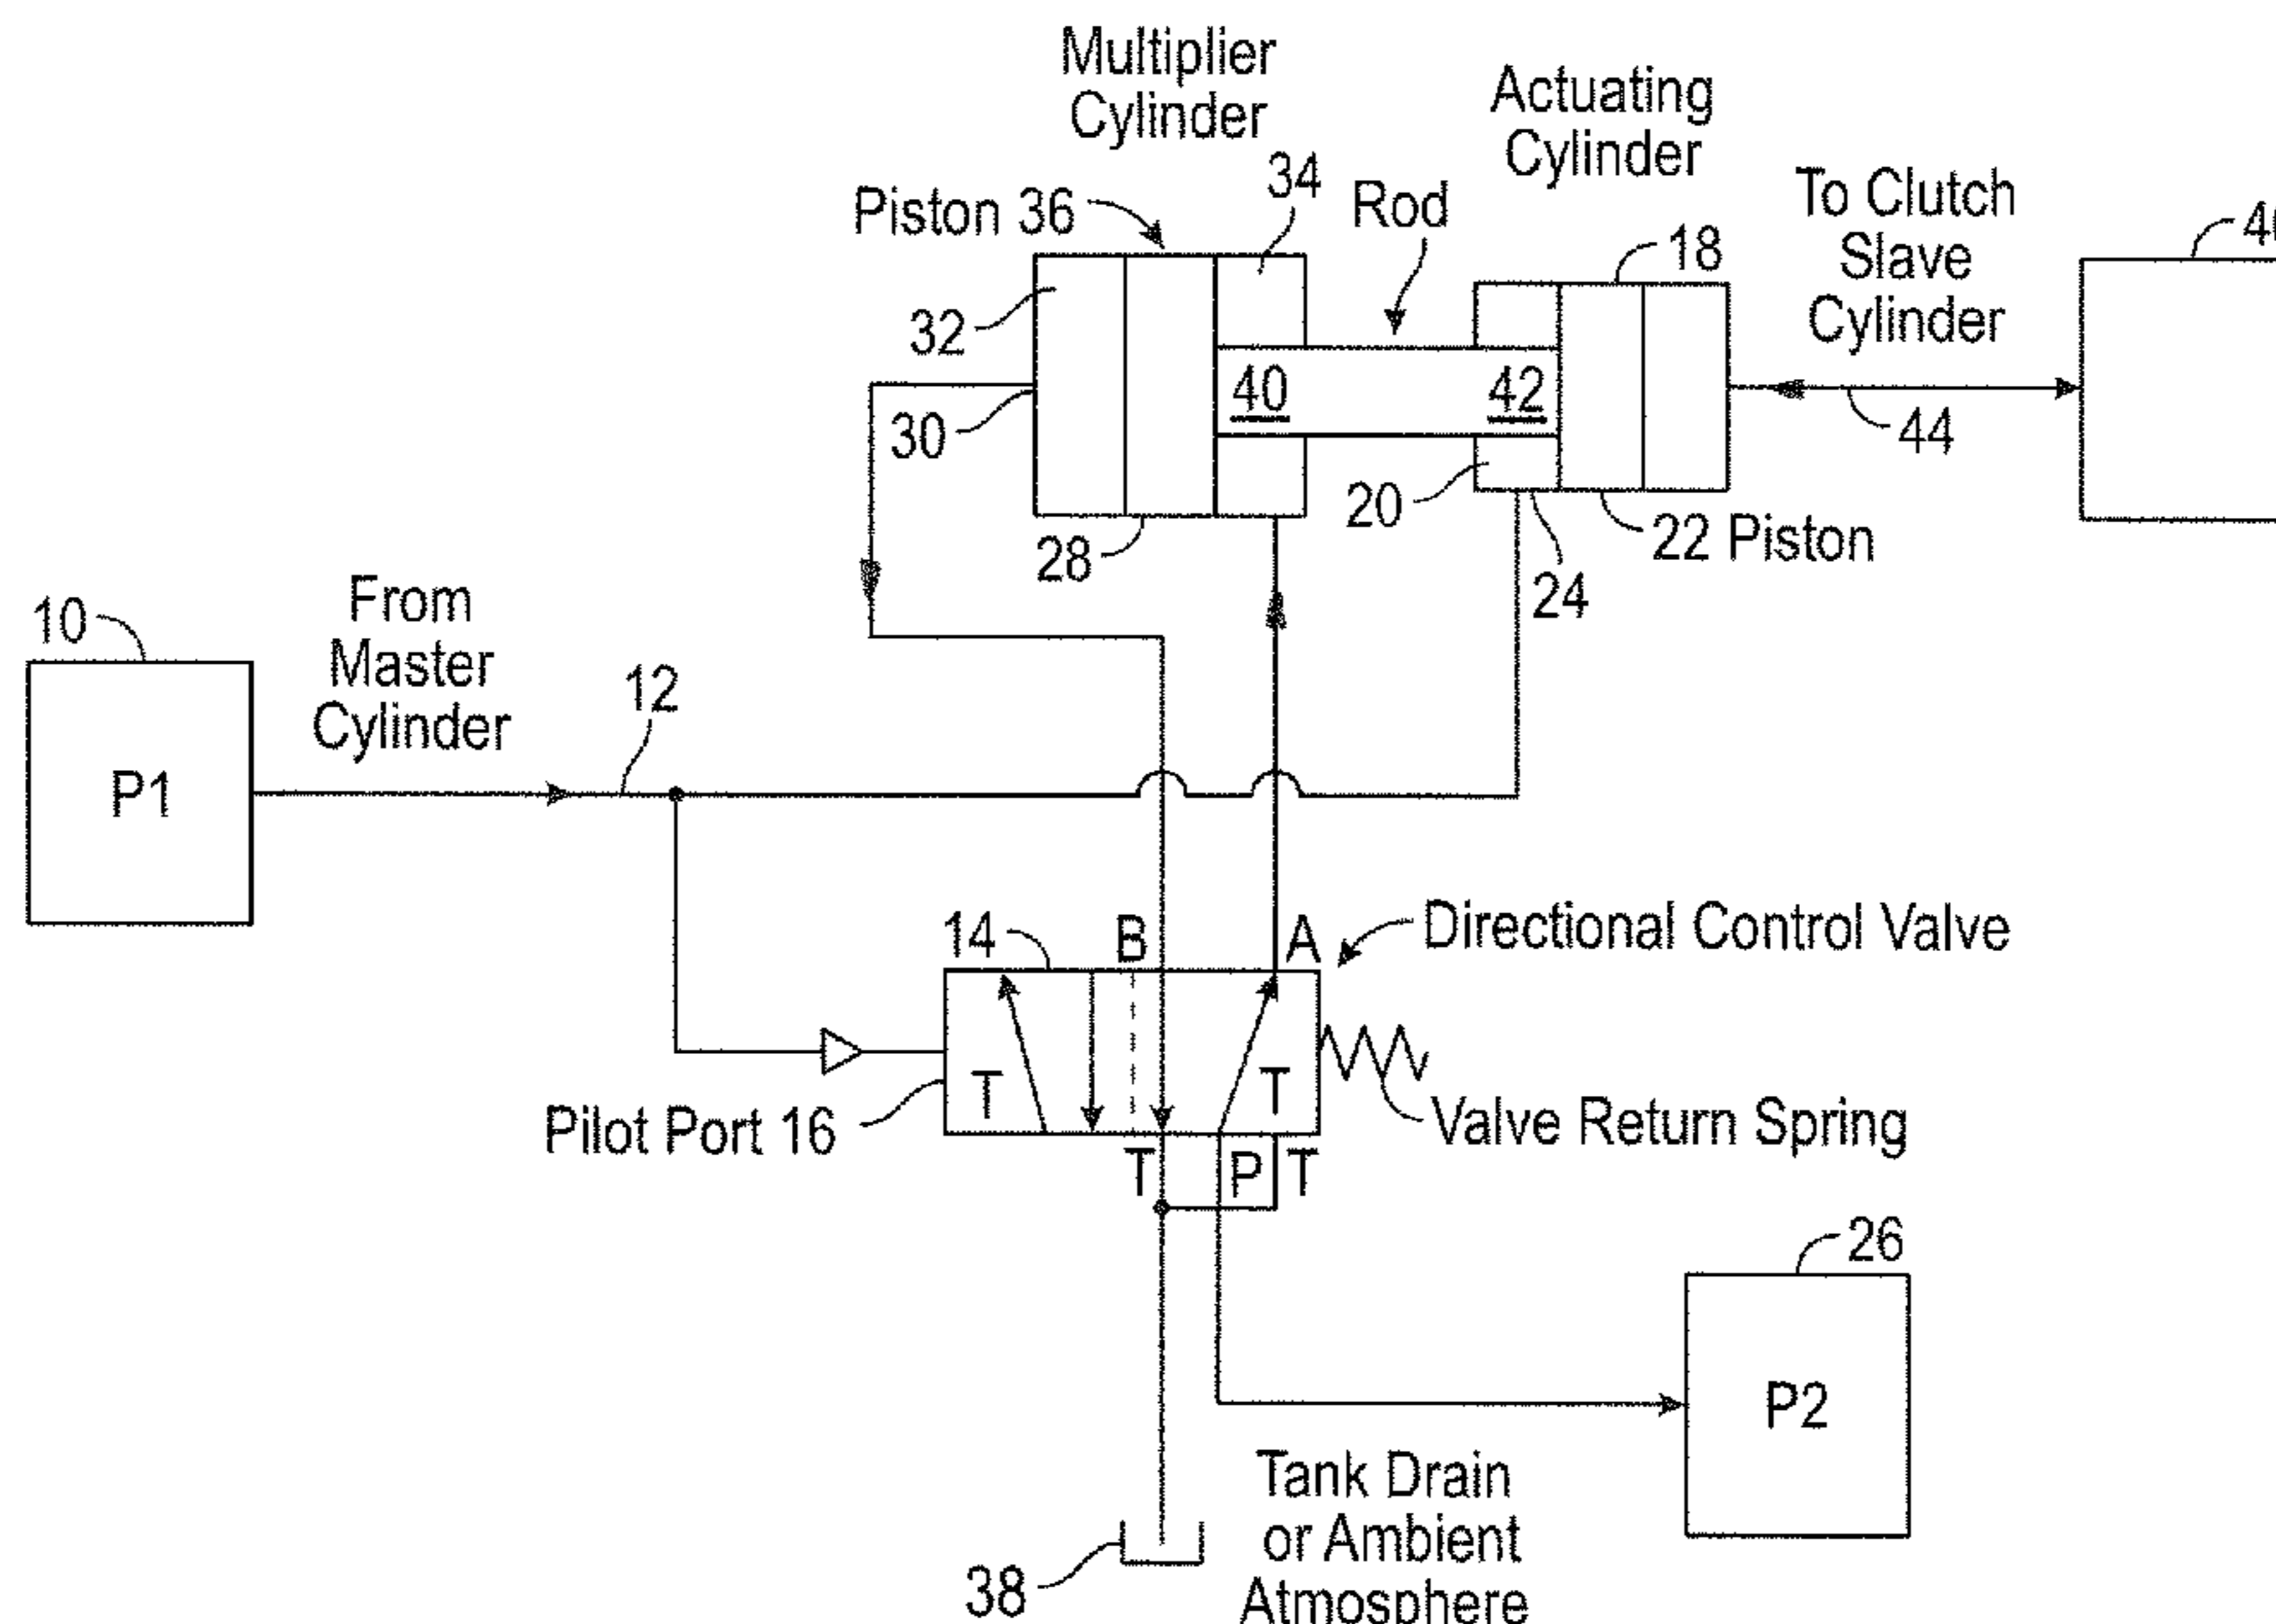 Multiplier
Cylinder
Actuating
Cylinder
34
Piston 36
Rod
To Clutch
Slave
Cylinder
18
32
40
42
30
44
20
28
22 Piston
24
10
From
Master
Cylinder
12
P1
14
B
A
Directional Control Valve
T
T
Pilot Port 16
Valve Return Spring
T
P
T
26
P2
Tank Drain
or Ambient
Atmosphere
38